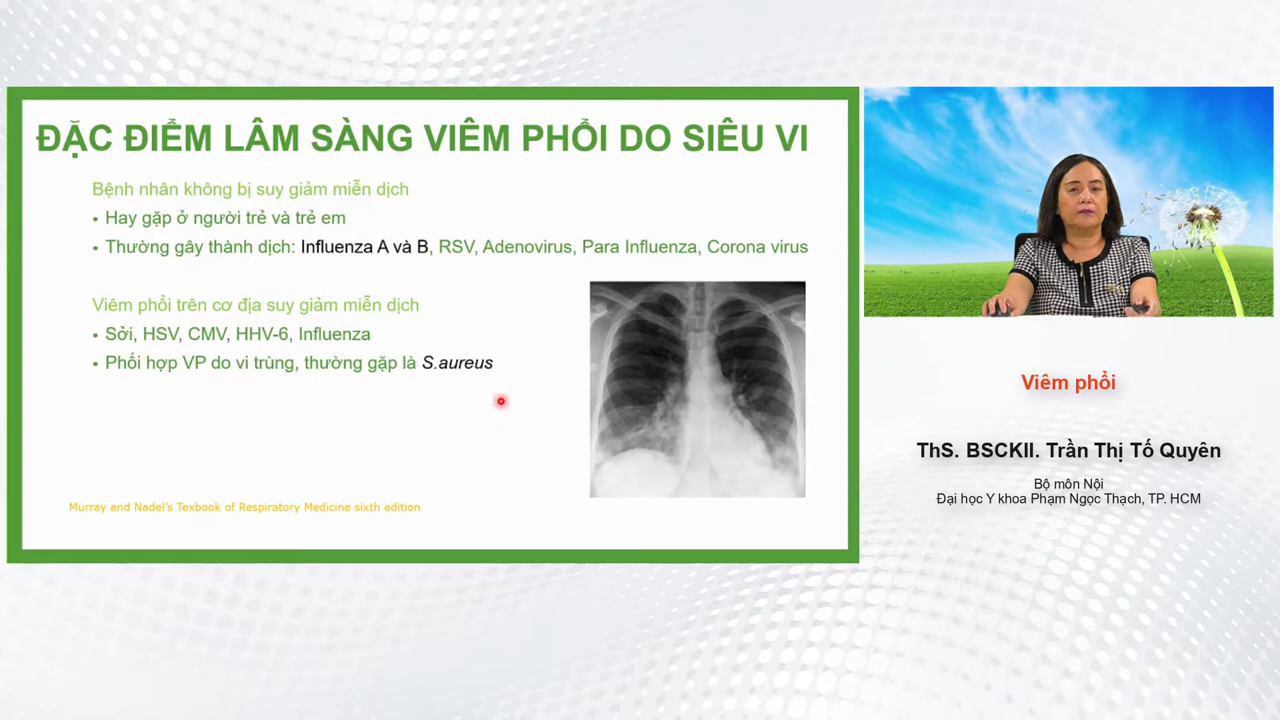 ĐẶC ĐIỂM LÂM SÀNG VIÊM PHỔI DO SIÊU VI
Bệnh nhân không bị suy giảm miễn dịch
• Hay gặp ở người trẻ và trẻ em
• Thường gây thành dịch: Influenza A và B, RSV, Adenovirus, Para Influenza, Corona virus
Viêm phổi trên cơ địa suy giảm miễn dịch
• Sởi, HSV, CMV, HHV-6, Influenza
• Phối hợp VP do vi trùng, thường gặp là S.aureus
Murray and Nadel's Texbook of Respiratory Medicine sixth edition
Viêm phổi
ThS. BSCKII. Trần Thị Tố Quyên
Bộ môn Nội
Đại học Y khoa Phạm Ngọc Thạch, TP. HCM